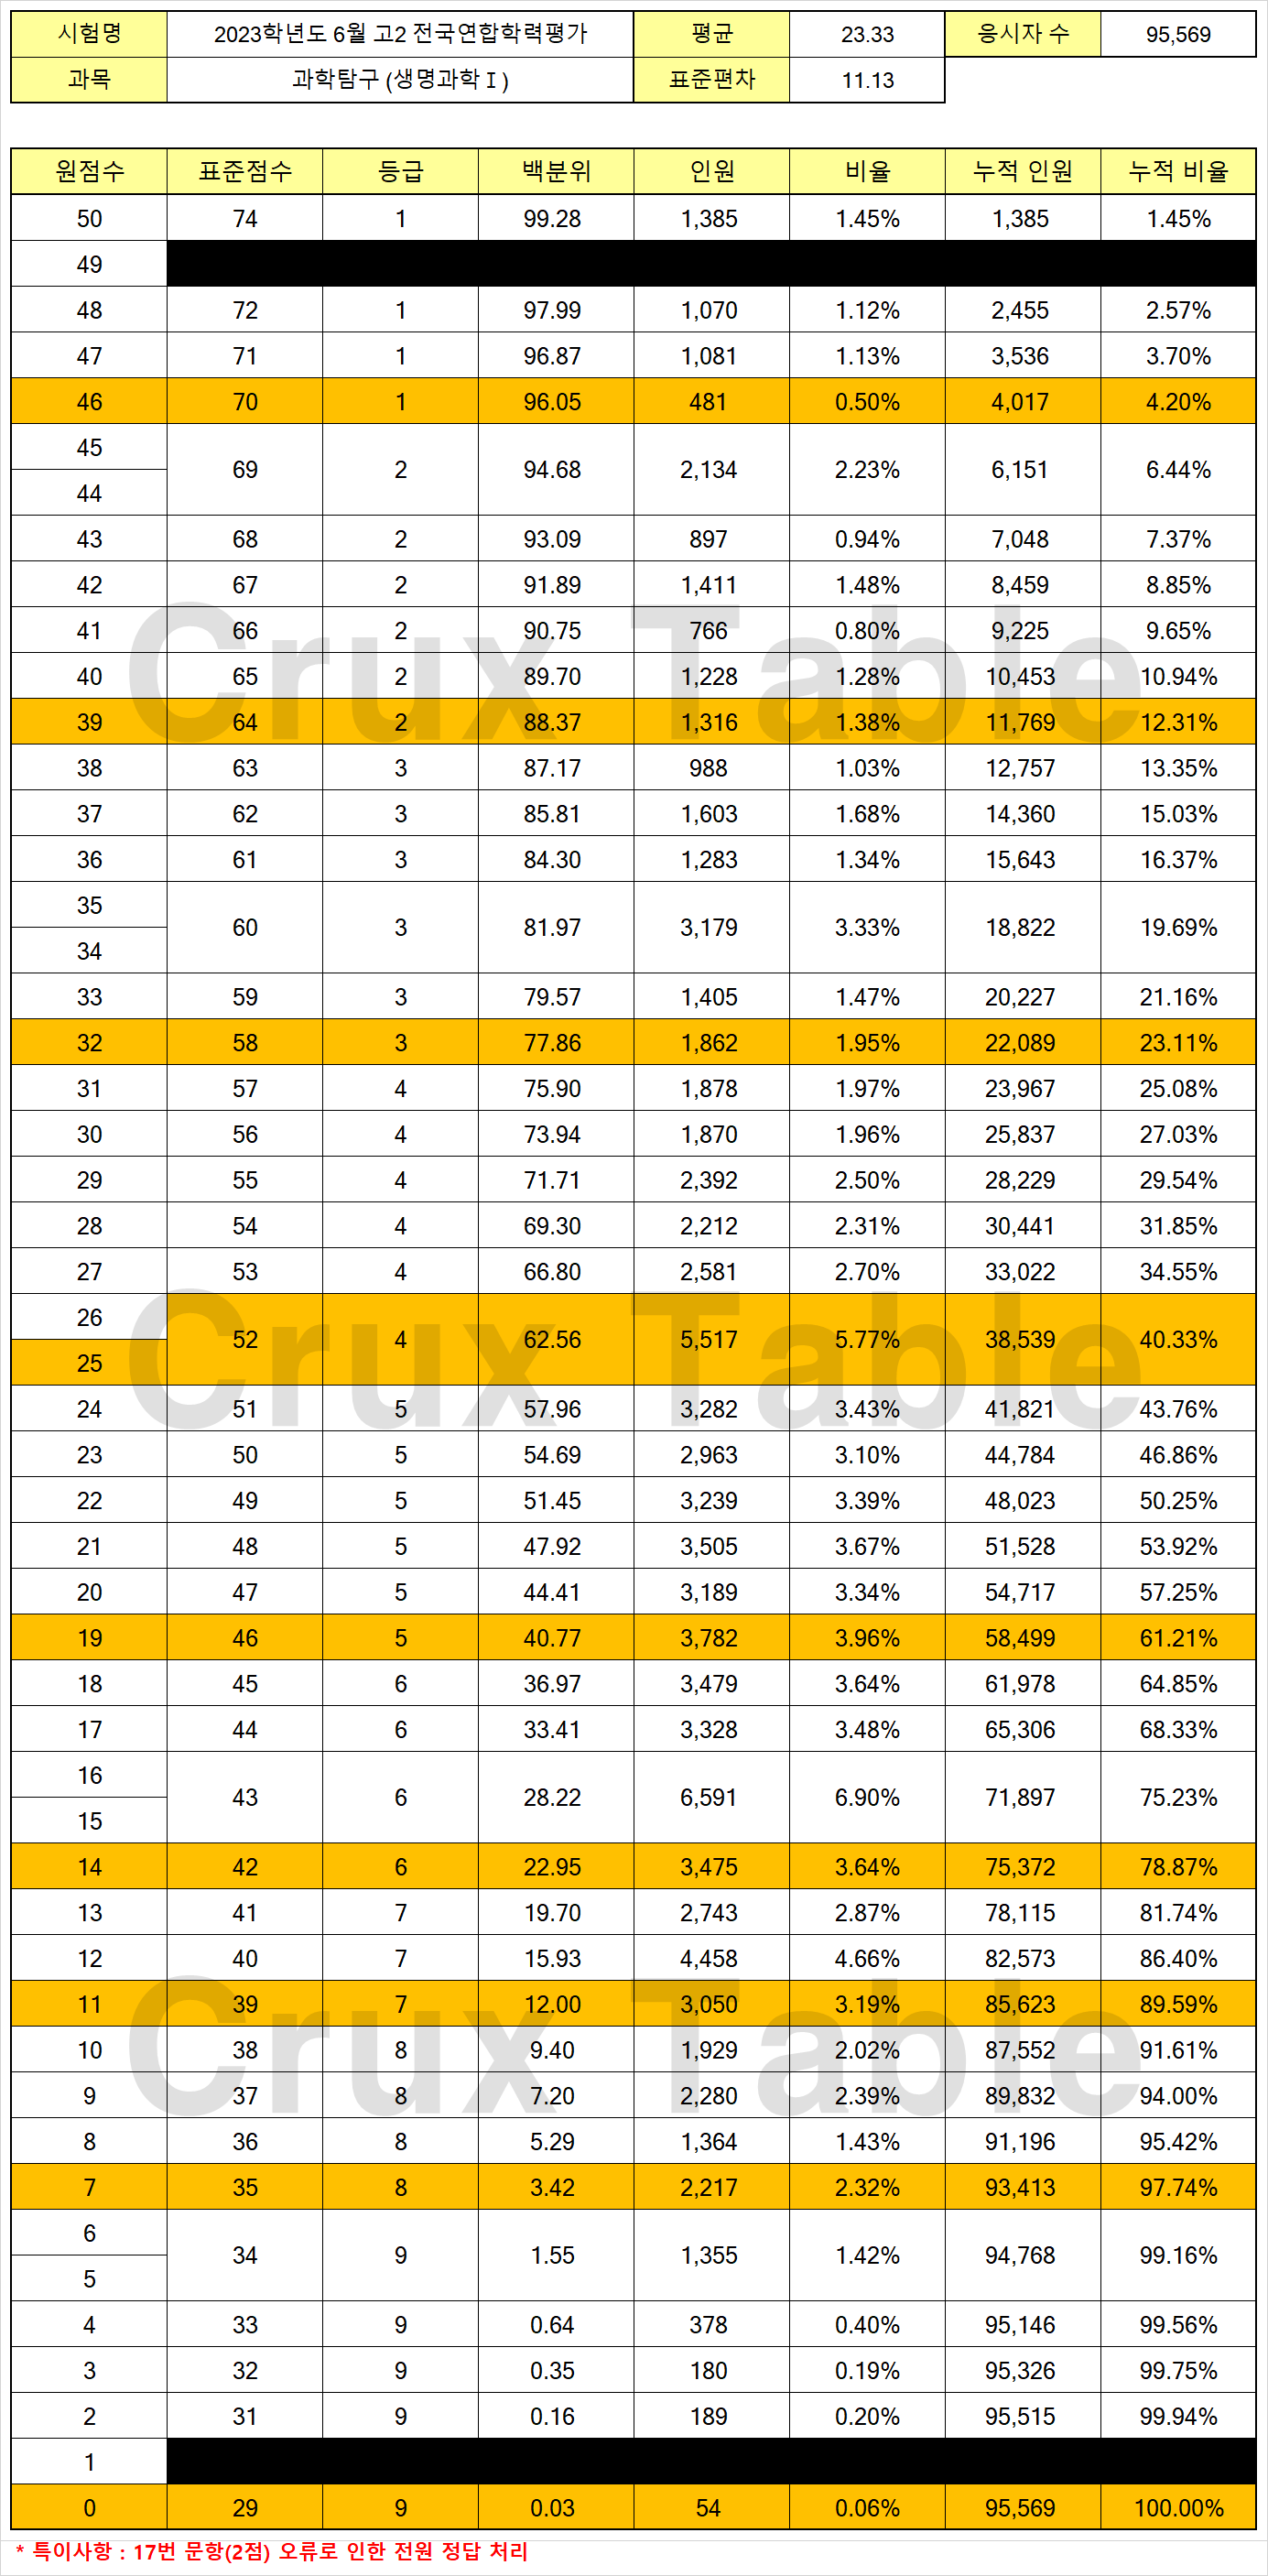 시험명 2023학년도 6월 고2 전국연합학력평가 평균 23.33 응시자 수 95,569
과목 과학탐구 (생명과학 I ) 표준편차 11.13
원점수 표준점수 등급 백분위 인원 비율 누적 인원 누적 비율
50 74 1 99.28 1,385 1.45% 1,385 1.45%
49
48 72 1 97.99 1,070 1.12% 2,455 2.57%
47 71 1 96.87 1,081 1.13% 3,536 3.70%
46 70 1 96.05 481 0.50% 4,017 4.20%
45
69 2 94.68 2,134 2.23% 6,151 6.44%
44
43 68 2 93.09 897 0.94% 7,048 7.37%
42 67 2 91.89 1,411 1.48% 8,459 8.85%
41 66 2 90.75 766 0.80% 9,225 9.65%
Crux Table
40 65 2 89.70 1,228 1.28% 10,453 10.94%
39 64 2 88.37 1,316 1.38% 11,769 12.31%
38 63 3 87.17 988 1.03% 12,757 13.35%
37 62 3 85.81 1,603 1.68% 14,360 15.03%
36 61 3 84.30 1,283 1.34% 15,643 16.37%
35
60 3 81.97 3,179 3.33% 18,822 19.69%
34
33 59 3 79.57 1,405 1.47% 20,227 21.16%
32 58 3 77.86 1,862 1.95% 22,089 23.11%
31 57 4 75.90 1,878 1.97% 23,967 25.08%
30 56 4 73.94 1,870 1.96% 25,837 27.03%
29 55 4 71.71 2,392 2.50% 28,229 29.54%
28 54 4 69.30 2,212 2.31% 30,441 31.85%
27 53 4 66.80 2,581 2.70% 33,022 34.55%
26
52 4 62.56 5,517 5.77% 38,539 40.33%
Crux Table
25
24 51 5 57.96 3,282 3.43% 41,821 43.76%
23 50 5 54.69 2,963 3.10% 44,784 46.86%
22 49 5 51.45 3,239 3.39% 48,023 50.25%
21 48 5 47.92 3,505 3.67% 51,528 53.92%
20 47 5 44.41 3,189 3.34% 54,717 57.25%
19 46 5 40.77 3,782 3.96% 58,499 61.21%
18 45 6 36.97 3,479 3.64% 61,978 64.85%
17 44 6 33.41 3,328 3.48% 65,306 68.33%
16
43 6 28.22 6,591 6.90% 71,897 75.23%
15
14 42 6 22.95 3,475 3.64% 75,372 78.87%
13 41 7 19.70 2,743 2.87% 78,115 81.74%
12 40 7 15.93 4,458 4.66% 82,573 86.40%
11 39 7 12.00 3,050 3.19% 85,623 89.59%
Crux Table
10 38 8 9.40 1,929 2.02% 87,552 91.61%
9 37 8 7.20 2,280 2.39% 89,832 94.00%
8 36 8 5.29 1,364 1.43% 91,196 95.42%
7 35 8 3.42 2,217 2.32% 93,413 97.74%
6
34 9 1.55 1,355 1.42% 94,768 99.16%
5
4 33 9 0.64 378 0.40% 95,146 99.56%
3 32 9 0.35 180 0.19% 95,326 99.75%
2 31 9 0.16 189 0.20% 95,515 99.94%
1
0 29 9 0.03 54 0.06% 95,569 100.00%
* 특이사항 : 17번 문항(2점) 오류로 인한 전원 정답 처리